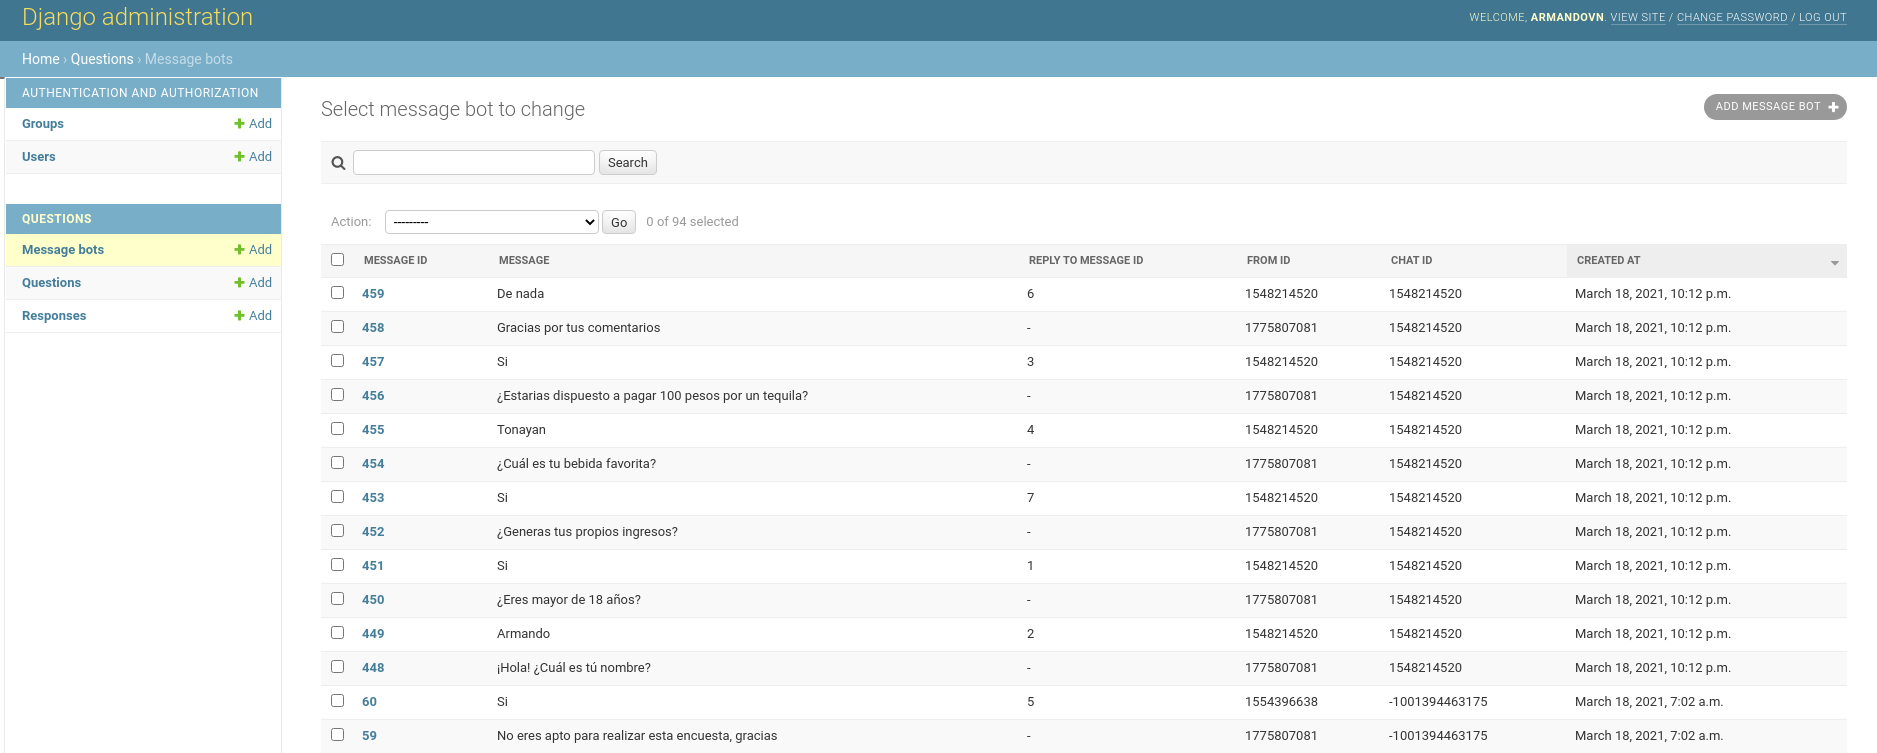 Django administration
WELCOME, ARMANDOVN. VIEW SITE / CHANGE PASSWORD / LOG OUT
Home › Questions › Message bots
AUTHENTICATION AND AUTHORIZATION
Groups Add
Users Add
QUESTIONS
Message bots Add
Questions Add
Responses Add
Select message bot to change
ADD MESSAGE BOT
Search
Action: --------- Go 0 of 94 selected
MESSAGE ID MESSAGE REPLY TO MESSAGE ID FROM ID CHAT ID CREATED AT
459 De nada 6 1548214520 1548214520 March 18, 2021, 10:12 p.m.
458 Gracias por tus comentarios - 1775807081 1548214520 March 18, 2021, 10:12 p.m.
457 Si 3 1548214520 1548214520 March 18, 2021, 10:12 p.m.
456 ¿Estarias dispuesto a pagar 100 pesos por un tequila? - 1775807081 1548214520 March 18, 2021, 10:12 p.m.
455 Tonayan 4 1548214520 1548214520 March 18, 2021, 10:12 p.m.
454 ¿Cuál es tu bebida favorita? - 1775807081 1548214520 March 18, 2021, 10:12 p.m.
453 Si 7 1548214520 1548214520 March 18, 2021, 10:12 p.m.
452 ¿Generas tus propios ingresos? - 1775807081 1548214520 March 18, 2021, 10:12 p.m.
451 Si 1 1548214520 1548214520 March 18, 2021, 10:12 p.m.
450 ¿Eres mayor de 18 años? - 1775807081 1548214520 March 18, 2021, 10:12 p.m.
449 Armando 2 1548214520 1548214520 March 18, 2021, 10:12 p.m.
448 ¡Hola! ¿Cuál es tú nombre? - 1775807081 1548214520 March 18, 2021, 10:12 p.m.
60 Si 5 1554396638 -1001394463175 March 18, 2021, 7:02 a.m.
59 No eres apto para realizar esta encuesta, gracias - 1775807081 -1001394463175 March 18, 2021, 7:02 a.m.